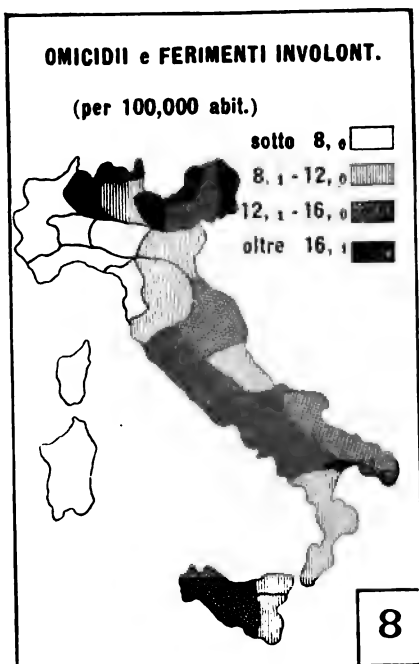 OMICIDII e FERIMENTI INVOLONT.
(per 100,000 abit.)
sotto 8, 0
8, 1 - 12, 0
12, 1 - 16, 0
oltre 16, 1
8